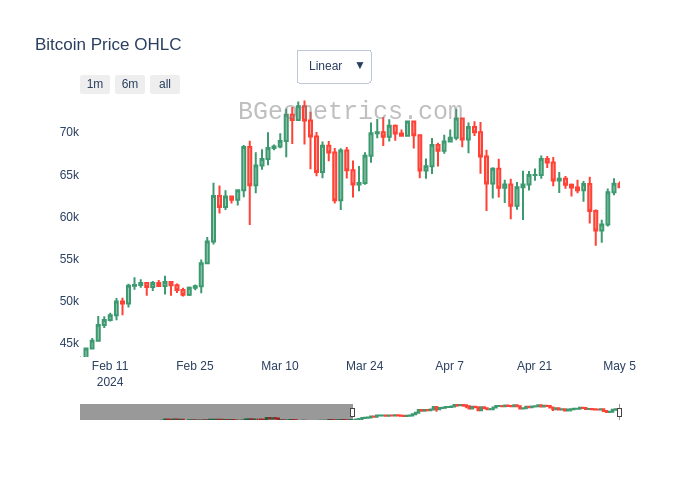 Bitcoin Price OHLC
Linear ▼
1m 6m all
BGeometrics.com
70k
65k
60k
55k
50k
45k
Feb 11 Feb 25 Mar 10 Mar 24 Apr 7 Apr 21 May 5
2024